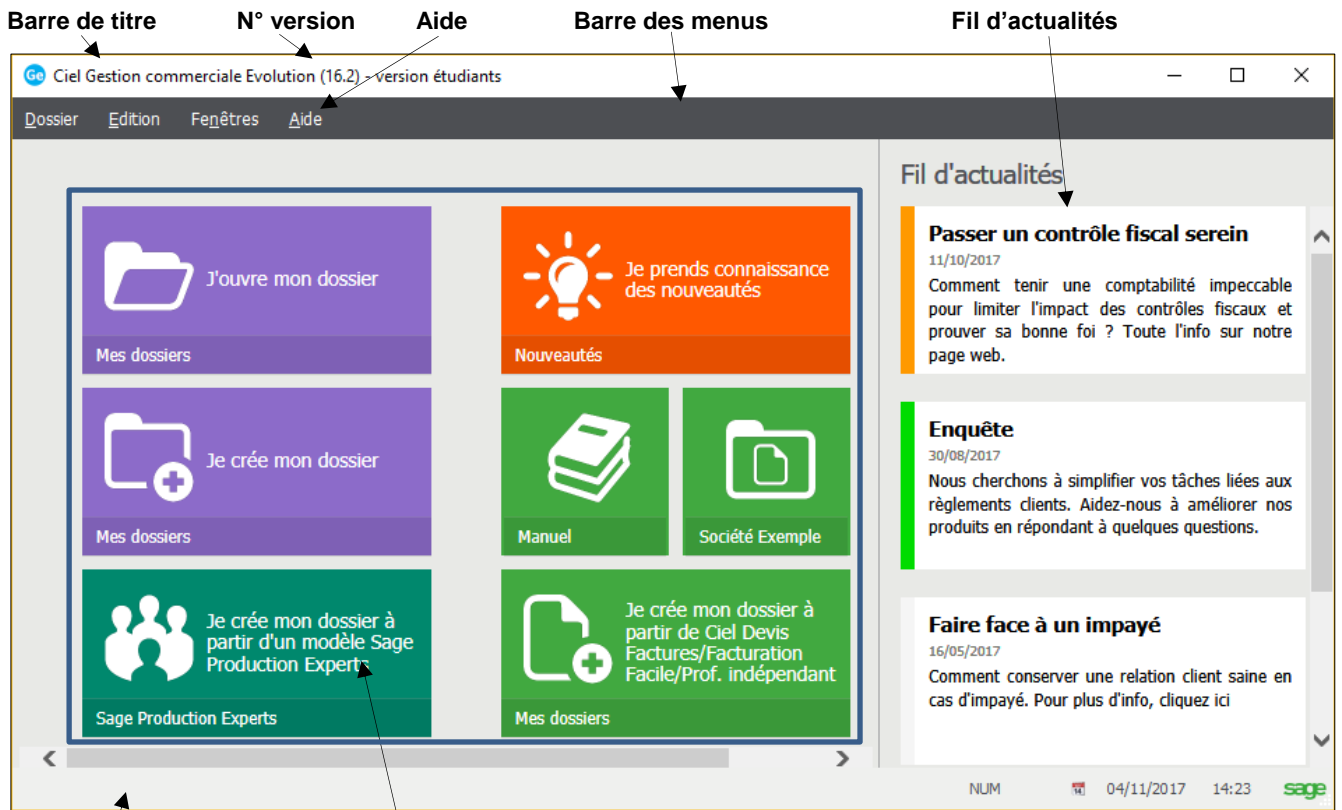 Barre de titre N° version Aide Barre des menus Fil d’actualités
Ge Ciel Gestion commerciale Evolution (16.2) - version étudiants
Dossier Edition Fenêtres Aide
Fil d'actualités
J'ouvre mon dossier
Mes dossiers
Je prends connaissance
des nouveautés
Nouveautés
Je crée mon dossier
Mes dossiers
Manuel
Société Exemple
Je crée mon dossier à
partir d'un modèle Sage
Production Experts
Sage Production Experts
Je crée mon dossier à
partir de Ciel Devis
Factures/Facturation
Facile/Prof. indépendant
Mes dossiers
Passer un contrôle fiscal serein
11/10/2017
Comment tenir une comptabilité impeccable
pour limiter l'impact des contrôles fiscaux et
prouver sa bonne foi ? Toute l'info sur notre
page web.
Enquête
30/08/2017
Nous cherchons à simplifier vos tâches liées aux
règlements clients. Aidez-nous à améliorer nos
produits en répondant à quelques questions.
Faire face à un impayé
16/05/2017
Comment conserver une relation client saine en
cas d'impayé. Pour plus d'info, cliquez ici
NUM 14 04/11/2017 14:23 sage